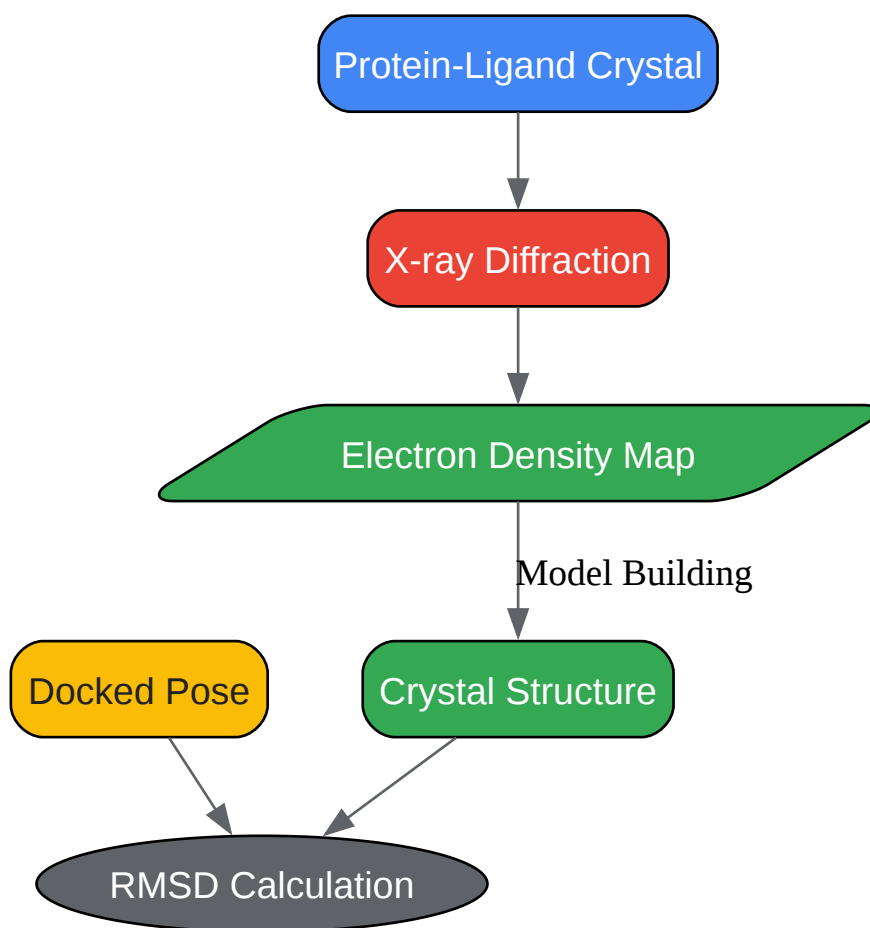 Protein-Ligand Crystal
X-ray Diffraction
Electron Density Map
Model Building
Docked Pose
Crystal Structure
RMSD Calculation